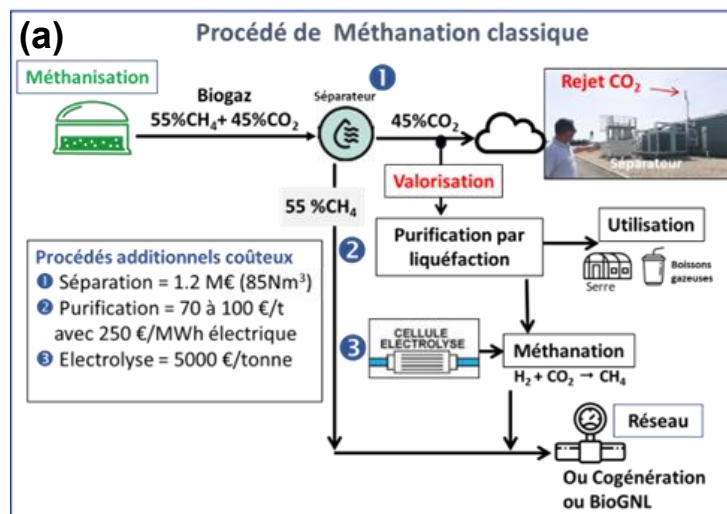 (a)
Procédé de Méthanation classique
Méthanisation
Biogaz
55%CH₄+ 45%CO₂
1
Séparateur
45%CO₂
Rejet CO₂
Séparateur
Valorisation
55 %CH₄
2
Purification par
liquéfaction
Utilisation
Serre
Boissons
gazeuses
Procédés additionnels coûteux
1 Séparation = 1.2 M€ (85Nm³)
2 Purification = 70 à 100 €/t
avec 250 €/MWh électrique
3 Electrolyse = 5000 €/tonne
3
CELLULE
ELECTROLYSE
Méthanation
H₂ + CO₂ → CH₄
Réseau
Ou Cogénération
ou BioGNL